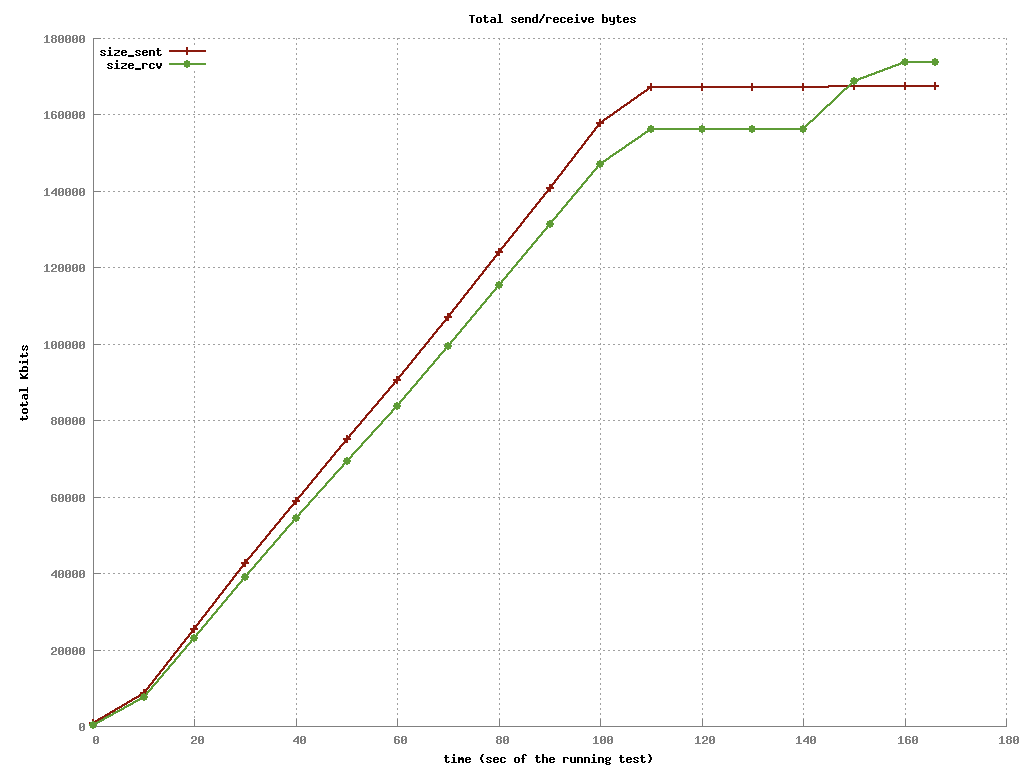 Total send/receive bytes
180000
size_sent
size_rcv
160000
140000
120000
100000
80000
60000
40000
20000
0
total Kbits
0 20 40 60 80 100 120 140 160 180
time (sec of the running test)